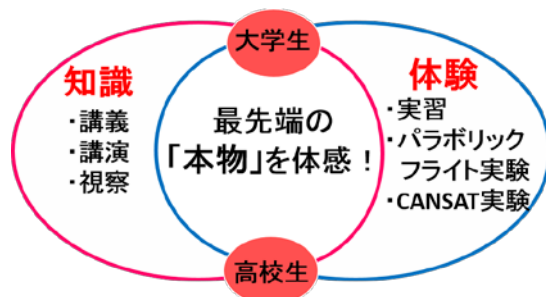 大学生
知識
・講義
・講演
・視察
最先端の
「本物」を体感！
体験
・実習
・パラボリック
フライト実験
・CANSAT実験
高校生